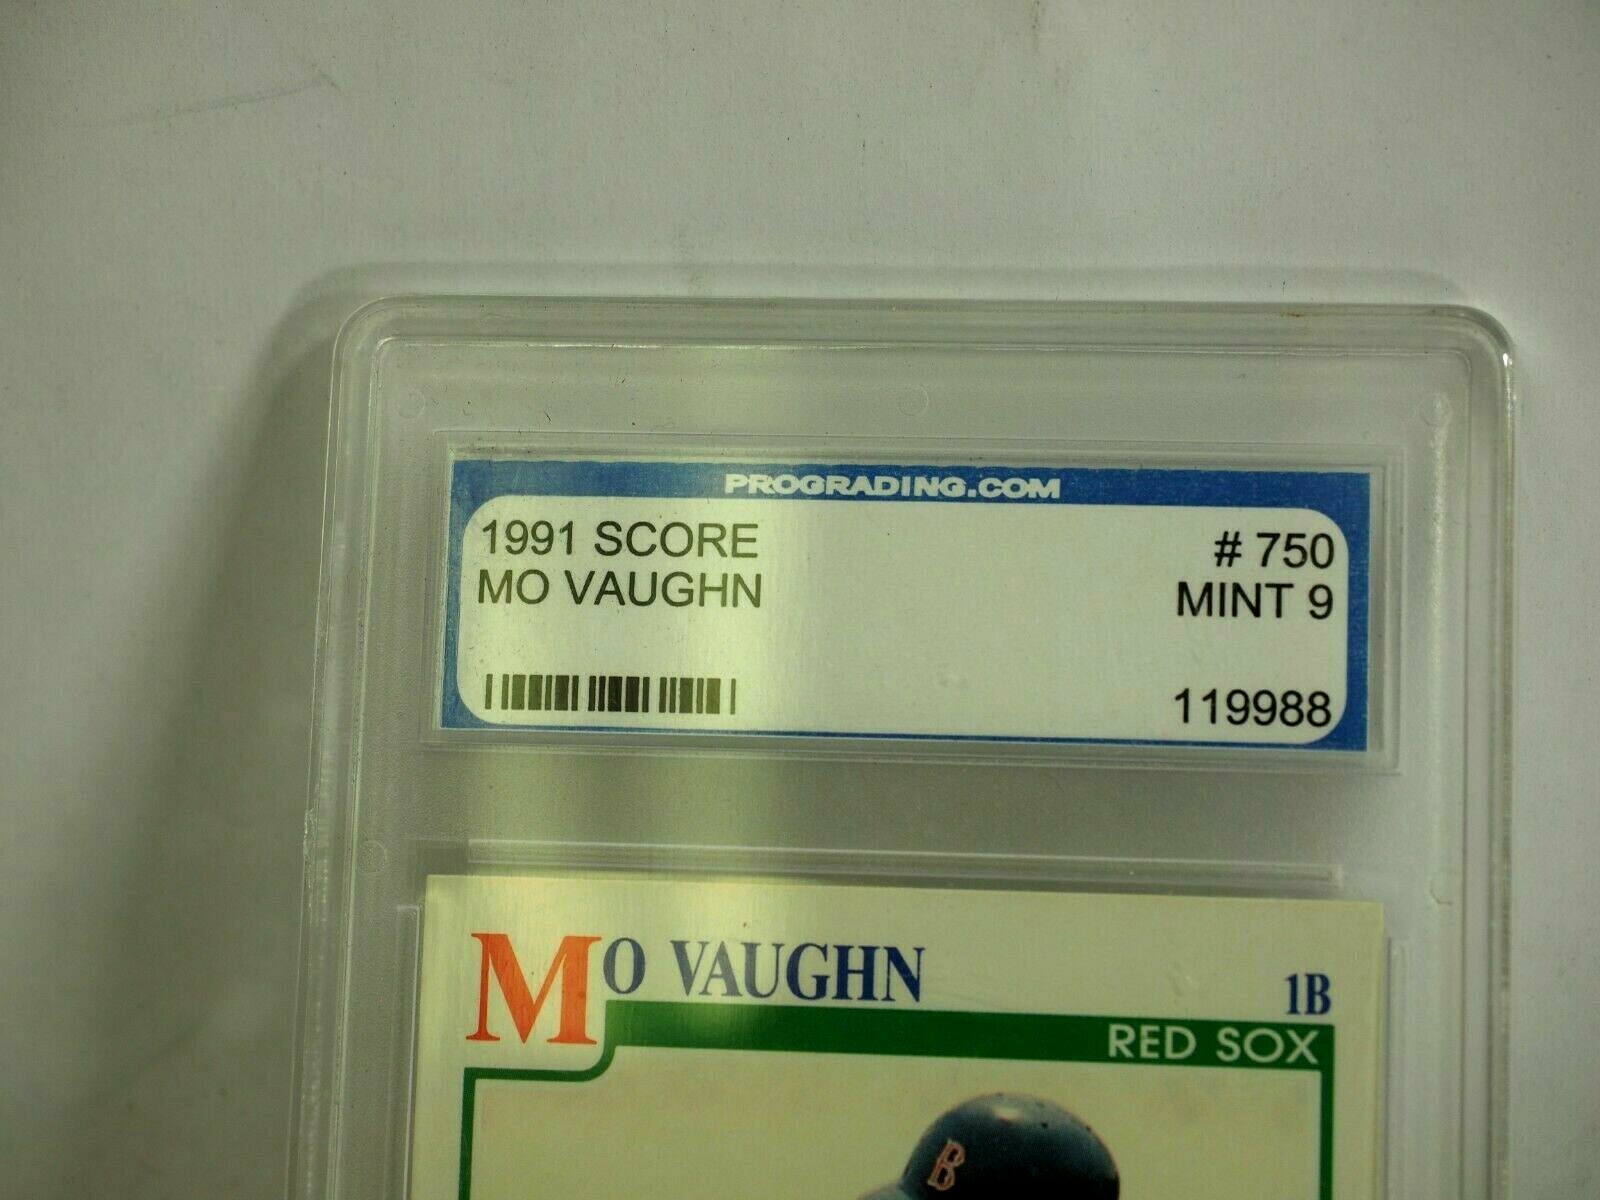 PROGRADING.COM
1991 SCORE # 750
MO VAUGHN MINT 9
119988
MO VAUGHN 1B
RED SOX
B